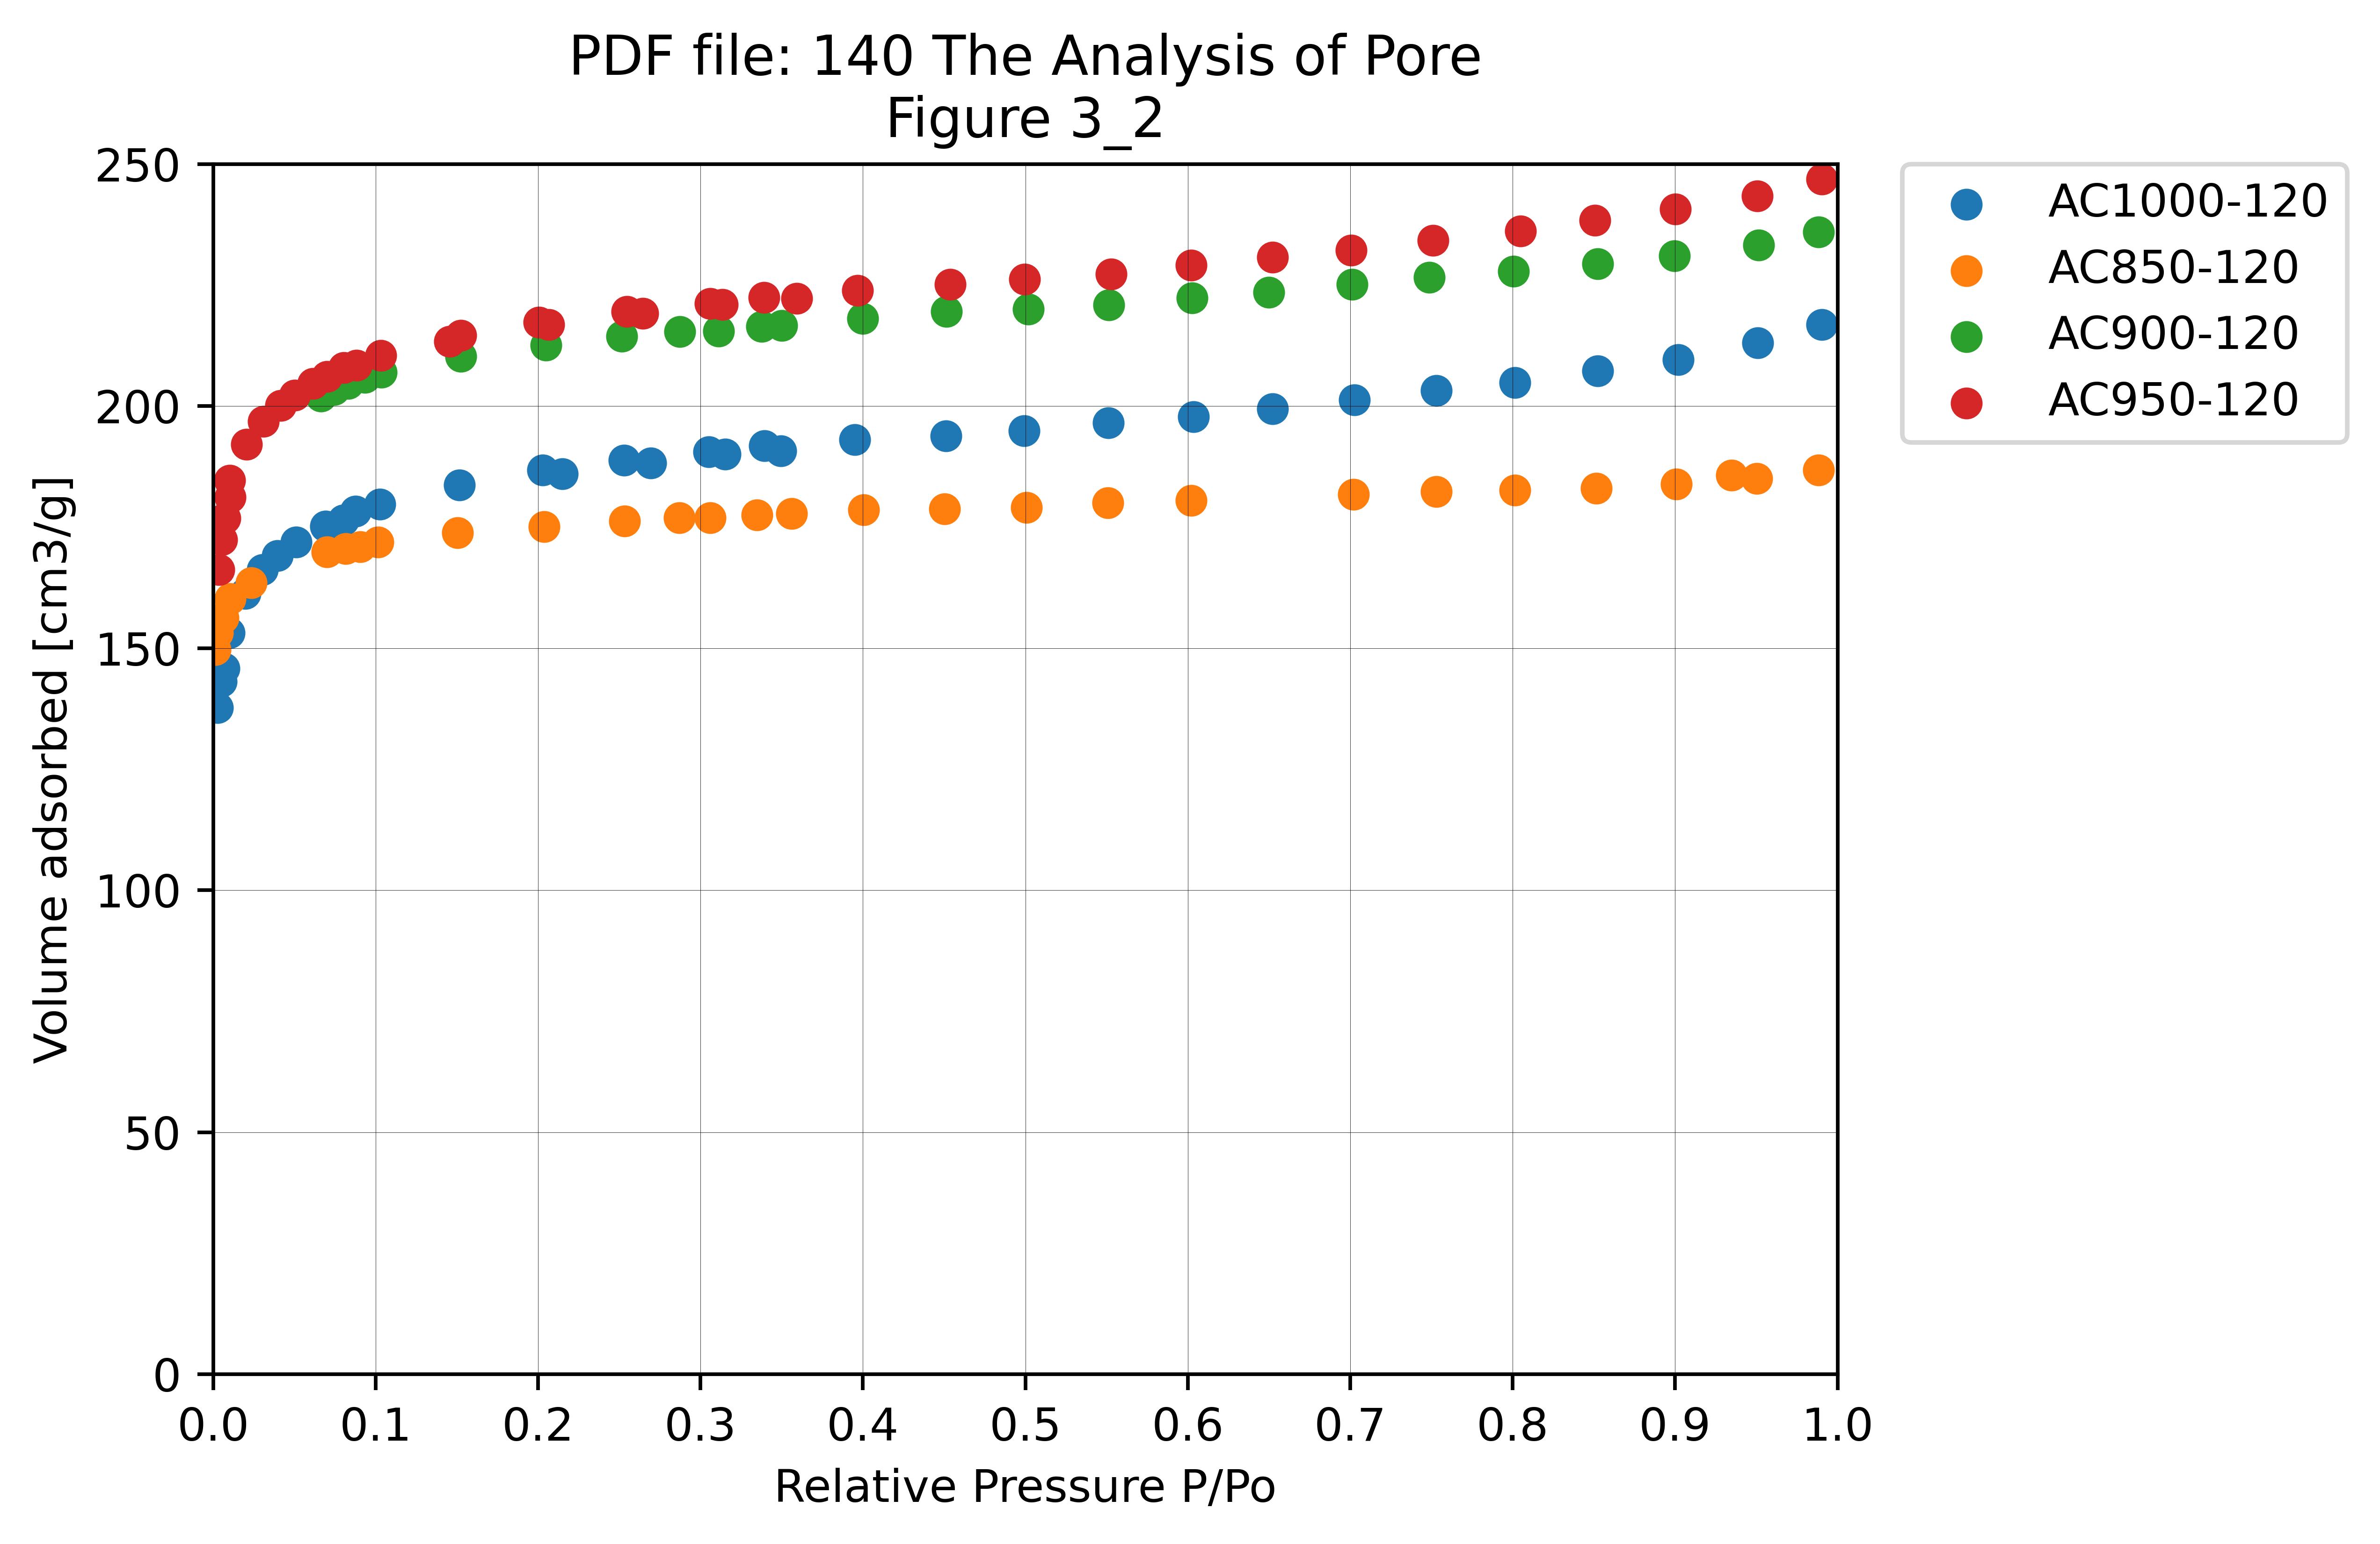 PDF file: 140 The Analysis of Pore
Figure 3_2
250
200
150
100
50
0
Volume adsorbed [cm3/g]
0.0 0.1 0.2 0.3 0.4 0.5 0.6 0.7 0.8 0.9 1.0
Relative Pressure P/Po
AC1000-120
AC850-120
AC900-120
AC950-120